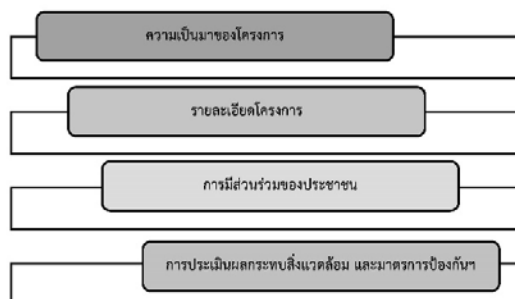 ความเป็นมาของโครงการ
รายละเอียดโครงการ
การมีส่วนร่วมของประชาชน
การประเมินผลกระทบสิ่งแวดล้อม และมาตรการป้องกันฯ